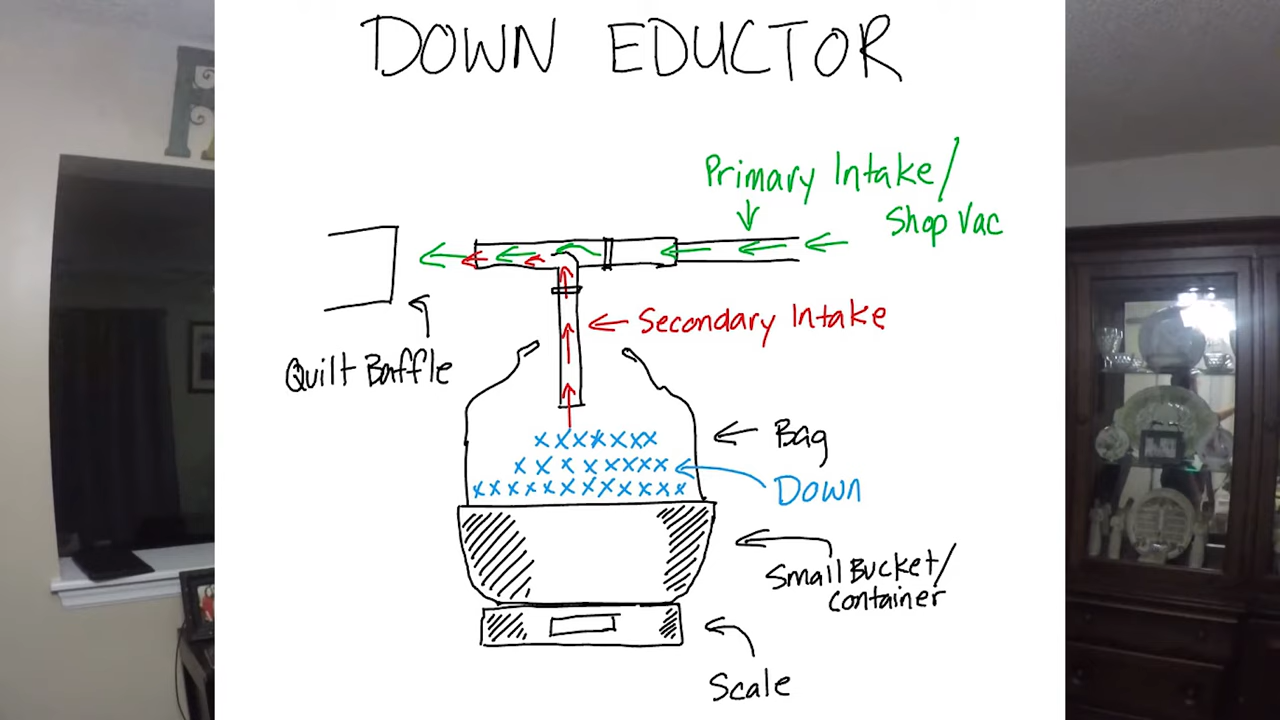 DOWN EDUCTOR
Primary Intake/
Shop Vac
Secondary Intake
Quilt Baffle
Bag
Down
Small Bucket/
container
Scale